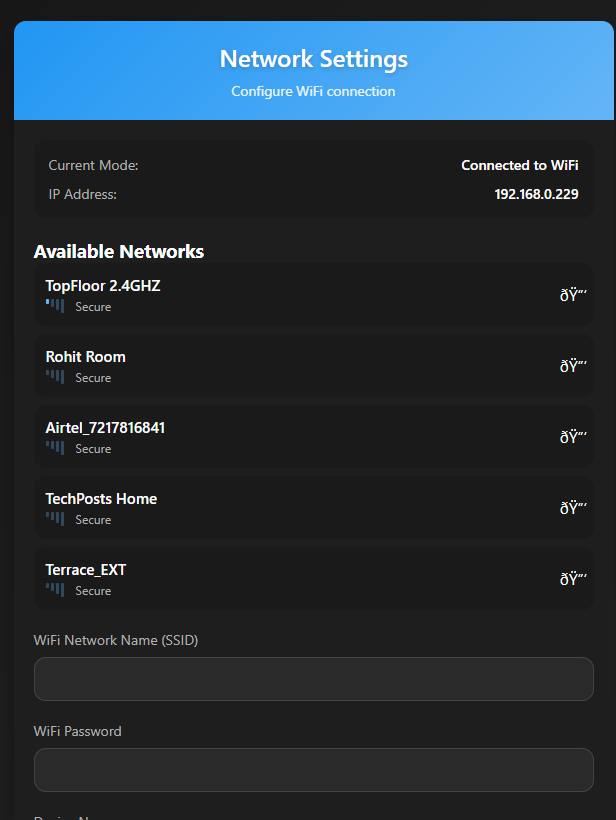 Network Settings
Configure WiFi connection
Current Mode: Connected to WiFi
IP Address: 192.168.0.229
Available Networks
TopFloor 2.4GHZ
Secure ðŸ”’
Rohit Room
Secure ðŸ”’
Airtel_7217816841
Secure ðŸ”’
TechPosts Home
Secure ðŸ”’
Terrace_EXT
Secure ðŸ”’
WiFi Network Name (SSID)
WiFi Password